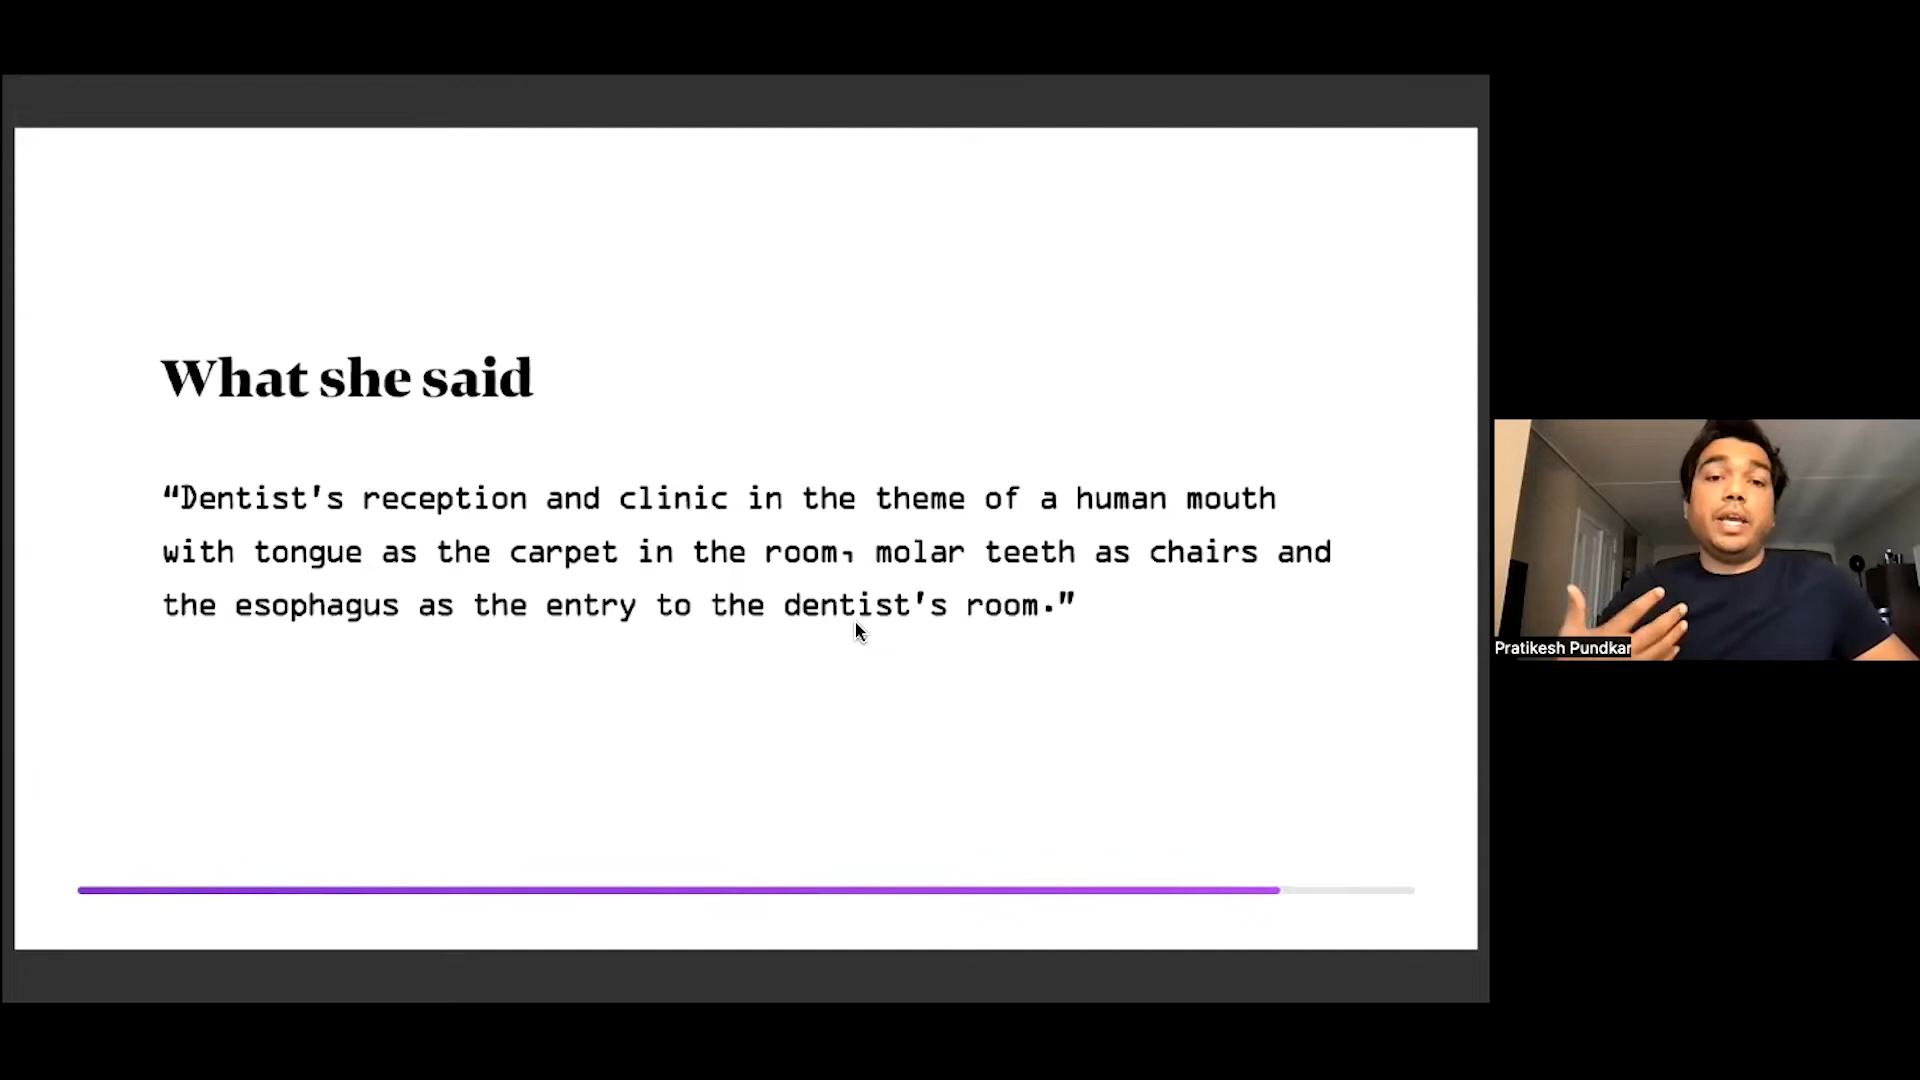 What she said
“Dentist's reception and clinic in the theme of a human mouth
with tongue as the carpet in the room, molar teeth as chairs and
the esophagus as the entry to the dentist's room.”
Pratikesh Pundkar